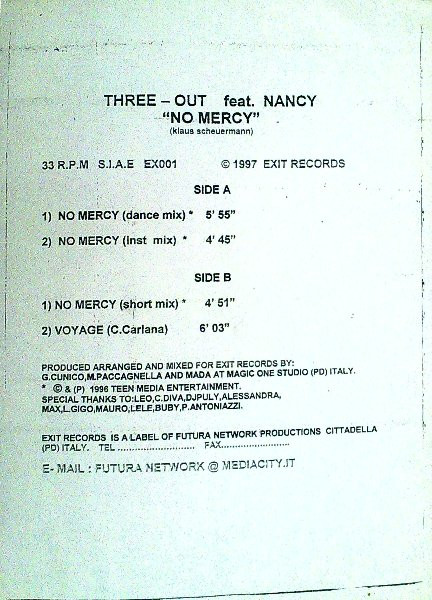 THREE – OUT feat. NANCY
“NO MERCY”
(klaus scheuermann)
33 R.P.M S.I.A.E EX001 © 1997 EXIT RECORDS
SIDE A
1) NO MERCY (dance mix) * 5’ 55”
2) NO MERCY (inst mix) * 4’ 45”
SIDE B
1) NO MERCY (short mix) * 4’ 51”
2) VOYAGE (C.Carlana) 6’ 03”
PRODUCED ARRANGED AND MIXED FOR EXIT RECORDS BY:
G.CUNICO,M.PACCAGNELLA AND MADA AT MAGIC ONE STUDIO (PD) ITALY.
* © & (P) 1996 TEEN MEDIA ENTERTAINMENT.
SPECIAL THANKS TO:LEO,C.DIVA,DJPULY,ALESSANDRA,
MAX,L.GIGO,MAURO,LELE,BUBY,P.ANTONIAZZI.
EXIT RECORDS IS A LABEL OF FUTURA NETWORK PRODUCTIONS CITTADELLA
(PD) ITALY. TEL .......................... FAX.......................
E- MAIL : FUTURA NETWORK @ MEDIACITY.IT